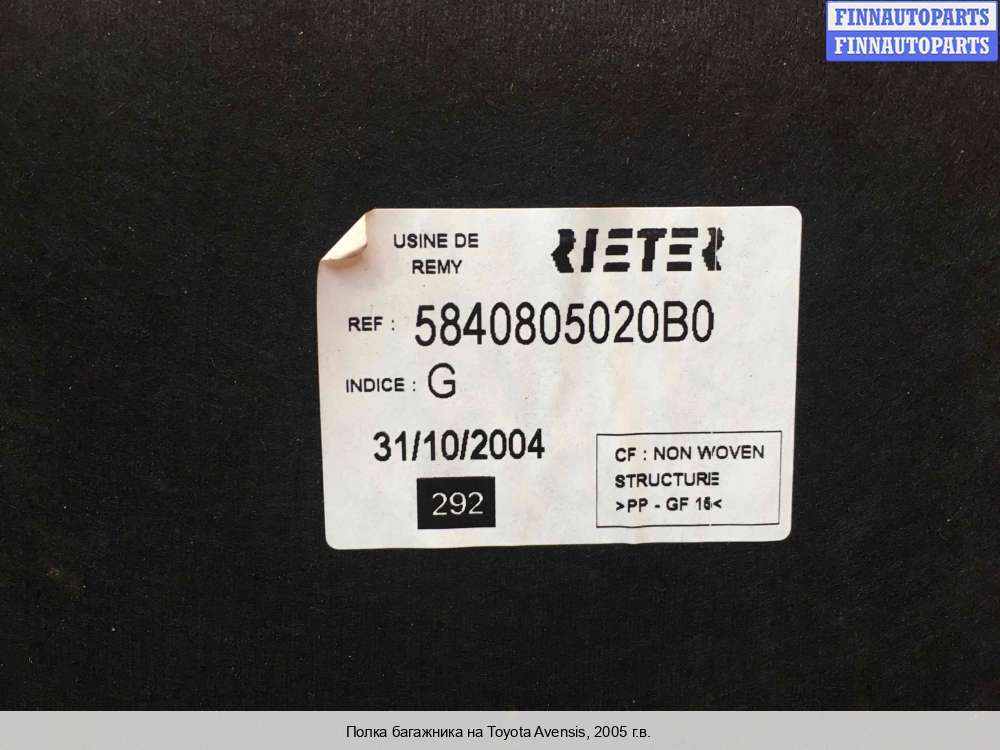 FINNAUTOPARTS
FINNAUTOPARTS
USINE DE
REMY
RIETER
REF : 5840805020B0
INDICE : G
31/10/2004
292
CF : NON WOVEN
STRUCTURE
>PP - GF 15<
Полка багажника на Toyota Avensis, 2005 г.в.